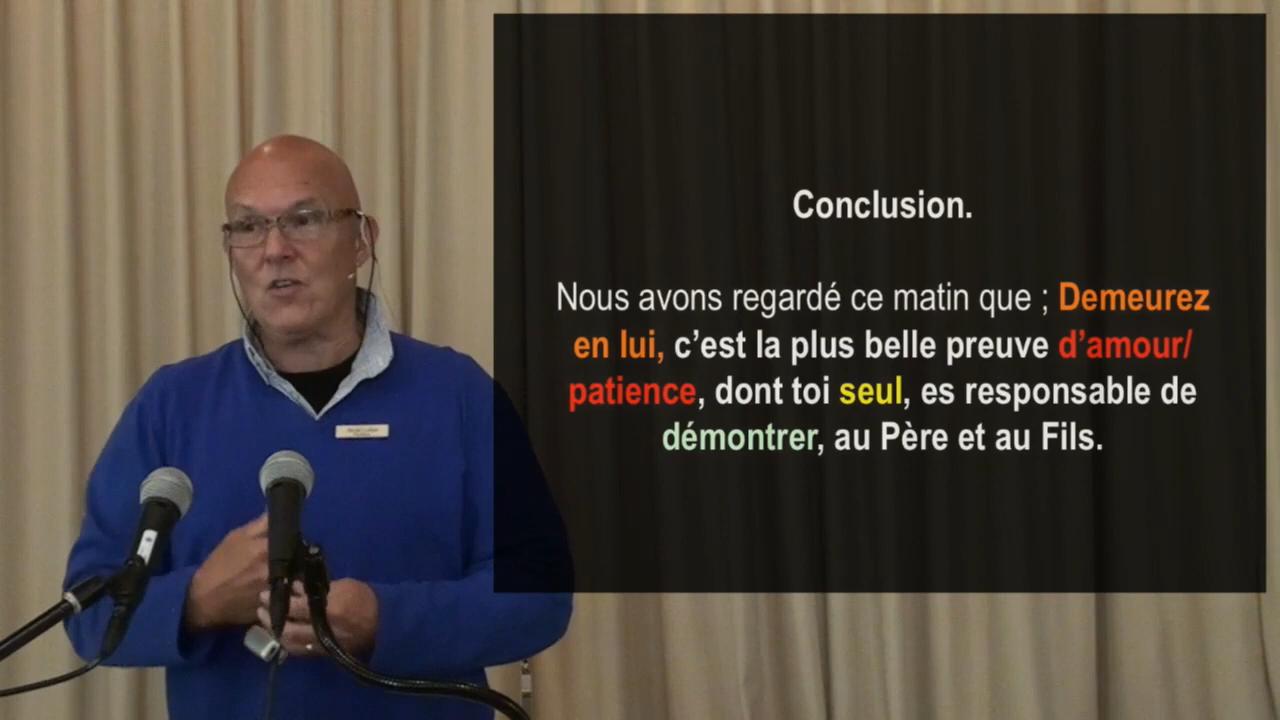 Conclusion.
Nous avons regardé ce matin que ; Demeurez
en lui, c’est la plus belle preuve d’amour/
patience, dont toi seul, es responsable de
démontrer, au Père et au Fils.